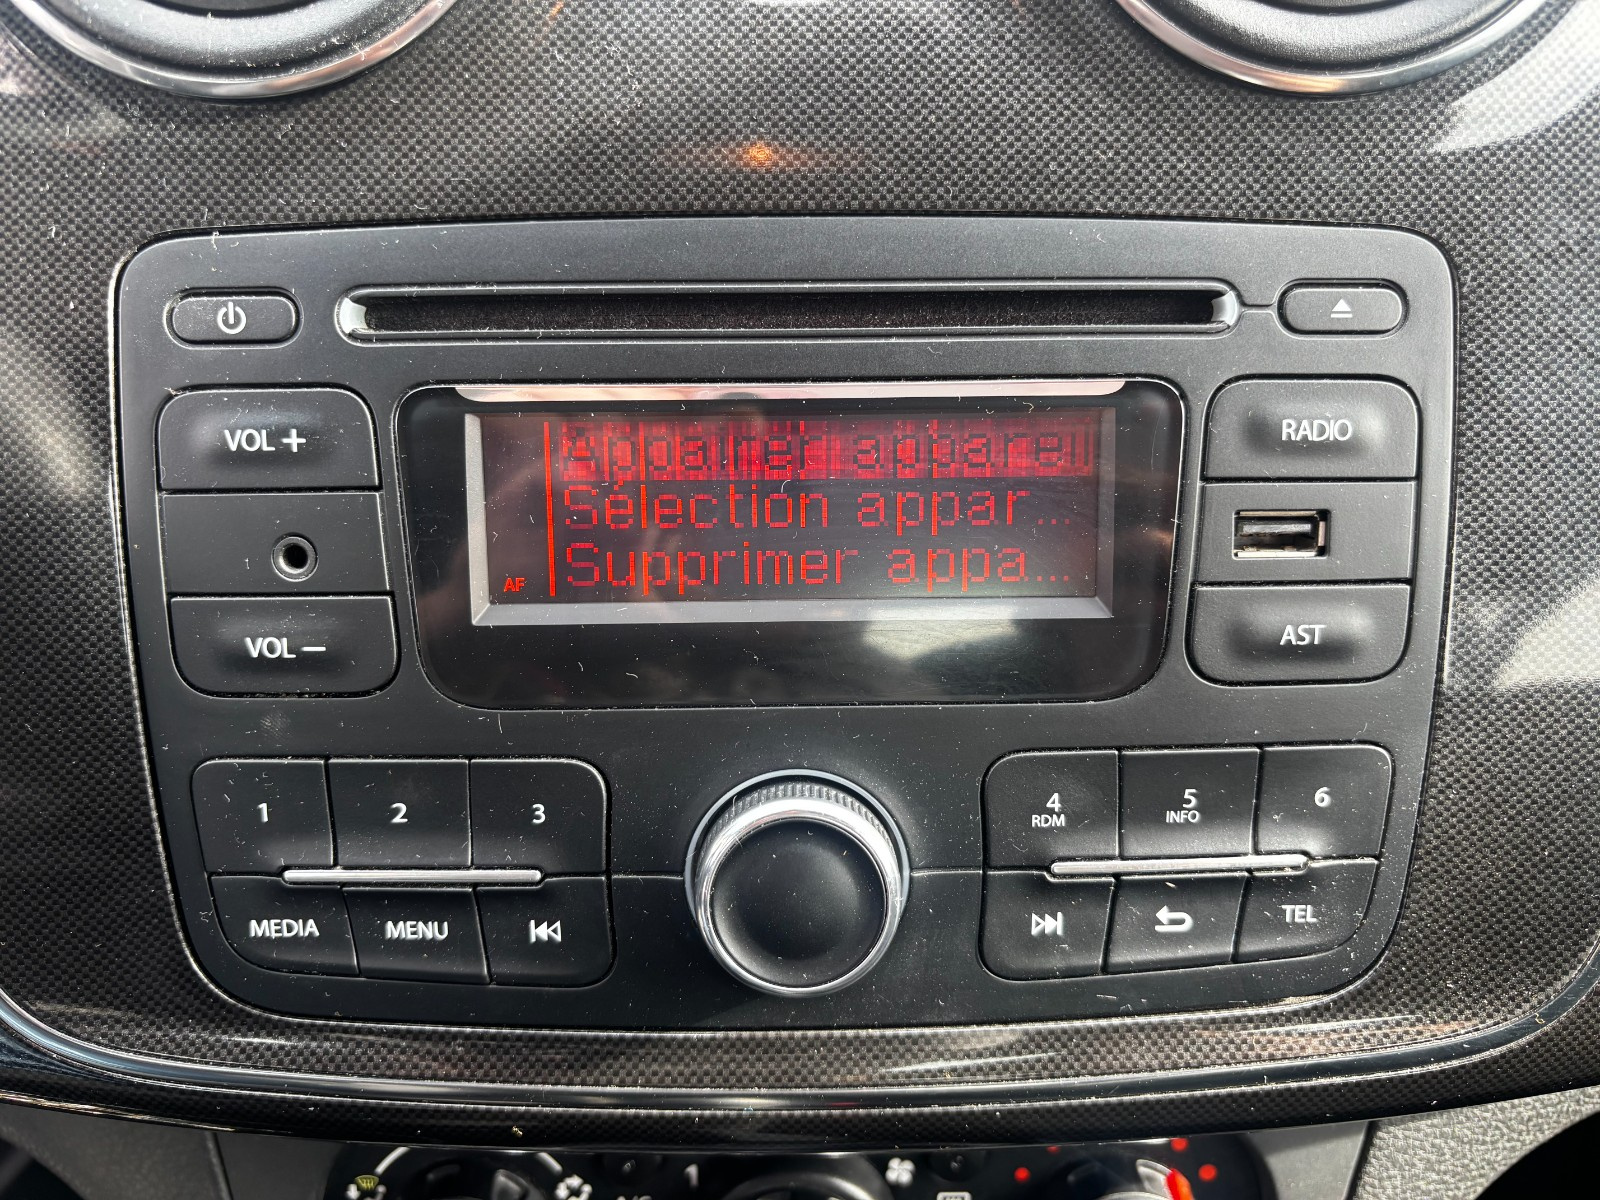 VOL +
VOL –
Appairer appareil
Sélection appar...
Supprimer appa...
AF
RADIO
AST
1
2
3
4
RDM
5
INFO
6
MEDIA
MENU
TEL
1